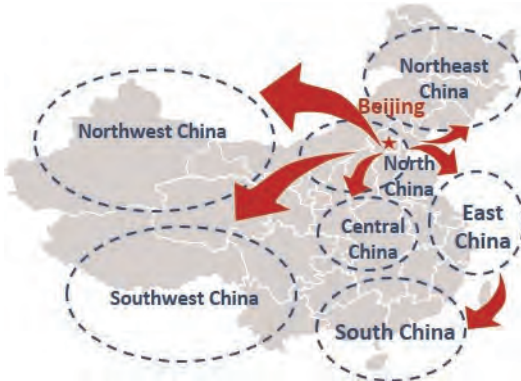 Northeast
China
Beijing
Northwest China
North
China
East
China
Central
China
Southwest China
South China